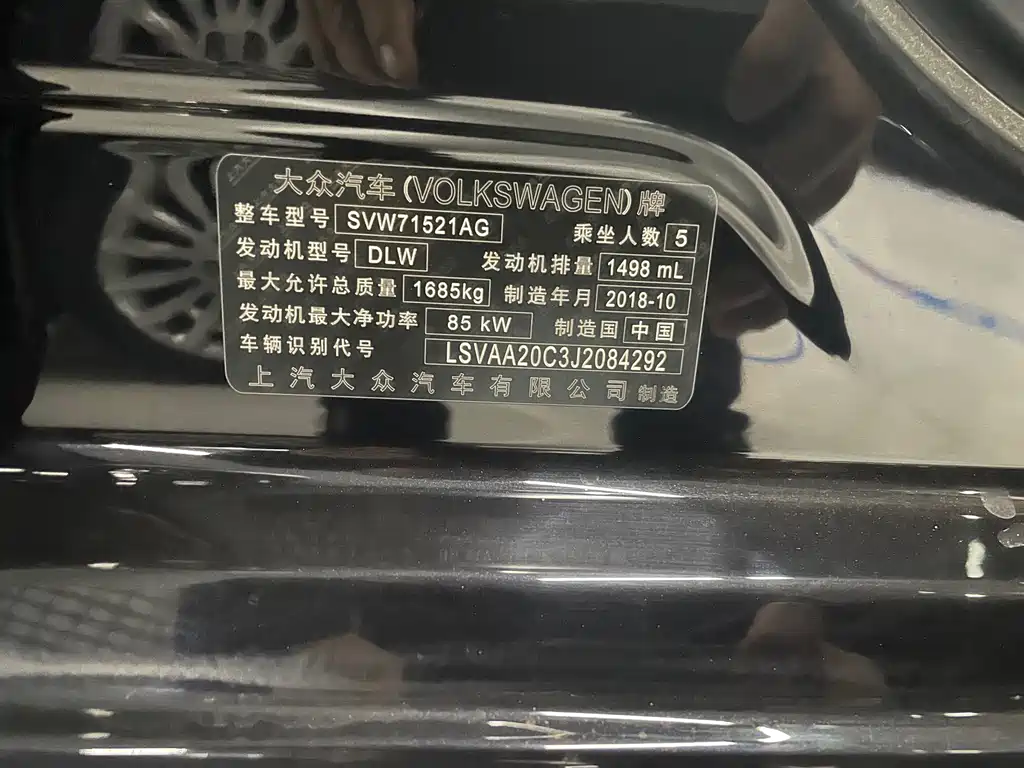 大众汽车(VOLKSWAGEN)牌
整车型号 SVW71521AG 乘坐人数 5
发动机型号 DLW 发动机排量 1498 mL
最大允许总质量 1685kg 制造年月 2018-10
发动机最大净功率 85 kW 制造国 中国
车辆识别代号 LSVAA20C3J2084292
上汽大众汽车有限公司 制造